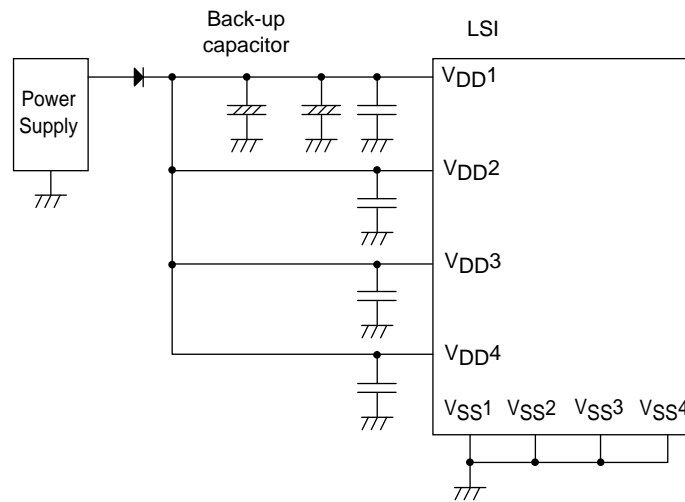 Back-up
capacitor
LSI
Power
Supply
VDD1
VDD2
VDD3
VDD4
VSS1 VSS2 VSS3 VSS4